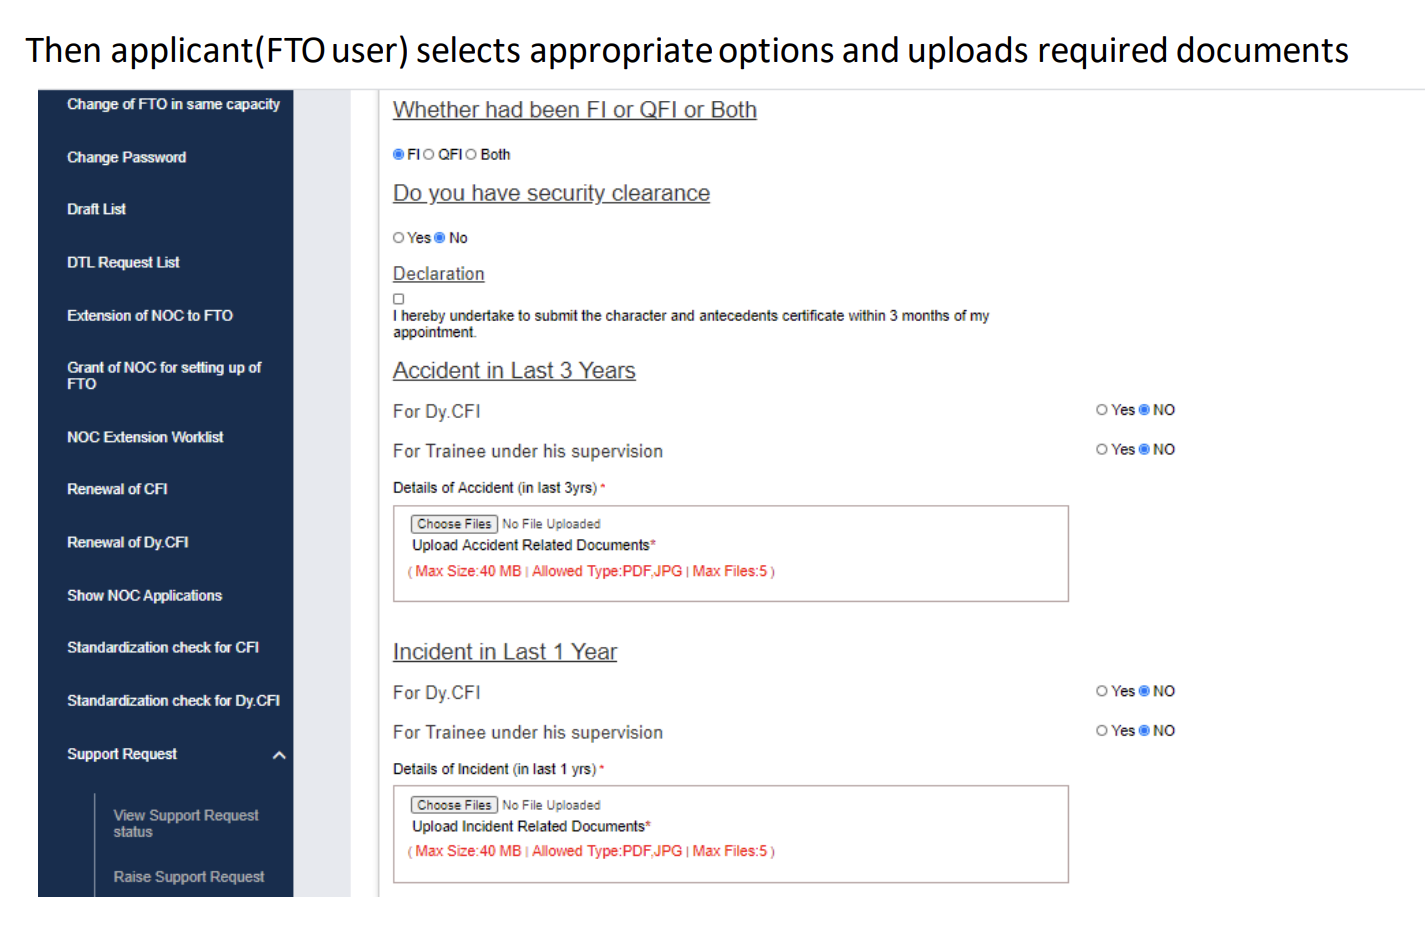 Then applicant(FTO user) selects appropriate options and uploads required documents
Change of FTO in same capacity
Change Password
Draft List
DTL Request List
Extension of NOC to FTO
Grant of NOC for setting up of
FTO
NOC Extension Worklist
Renewal of CFI
Renewal of Dy.CFI
Show NOC Applications
Standardization check for CFI
Standardization check for Dy.CFI
Support Request
View Support Request
status
Raise Support Request
Whether had been FI or QFI or Both
FI QFI Both
Do you have security clearance
Yes No
Declaration
I hereby undertake to submit the character and antecedents certificate within 3 months of my
appointment.
Accident in Last 3 Years
For Dy.CFI Yes NO
For Trainee under his supervision Yes NO
Details of Accident (in last 3yrs) *
Choose Files No File Uploaded
Upload Accident Related Documents*
( Max Size:40 MB | Allowed Type:PDF,JPG | Max Files:5 )
Incident in Last 1 Year
For Dy.CFI Yes NO
For Trainee under his supervision Yes NO
Details of Incident (in last 1 yrs) *
Choose Files No File Uploaded
Upload Incident Related Documents*
( Max Size:40 MB | Allowed Type:PDF,JPG | Max Files:5 )